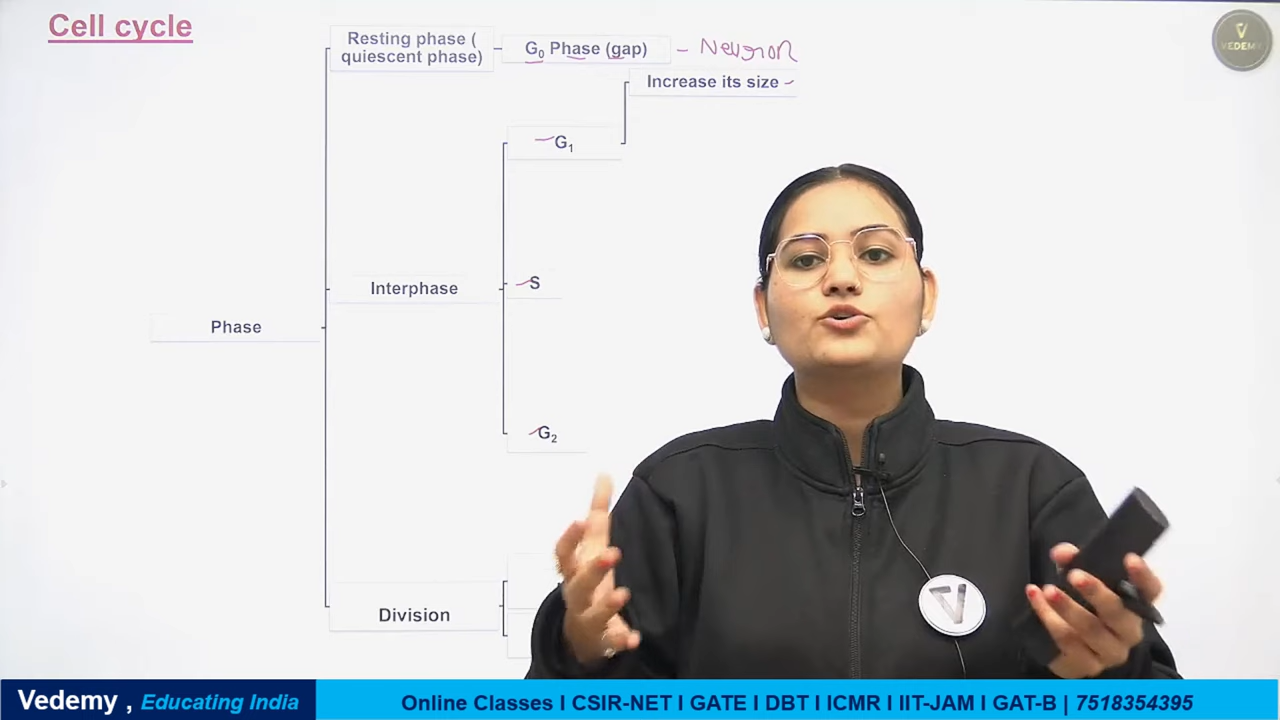 Cell cycle
Resting phase (
quiescent phase)
G₀ Phase (gap)
- Neuron
Increase its size
G₁
Interphase
S
Phase
G₂
Division
V
VEDEMY
V
Vedemy , Educating India
Online Classes I CSIR-NET I GATE I DBT I ICMR I IIT-JAM I GAT-B | 7518354395